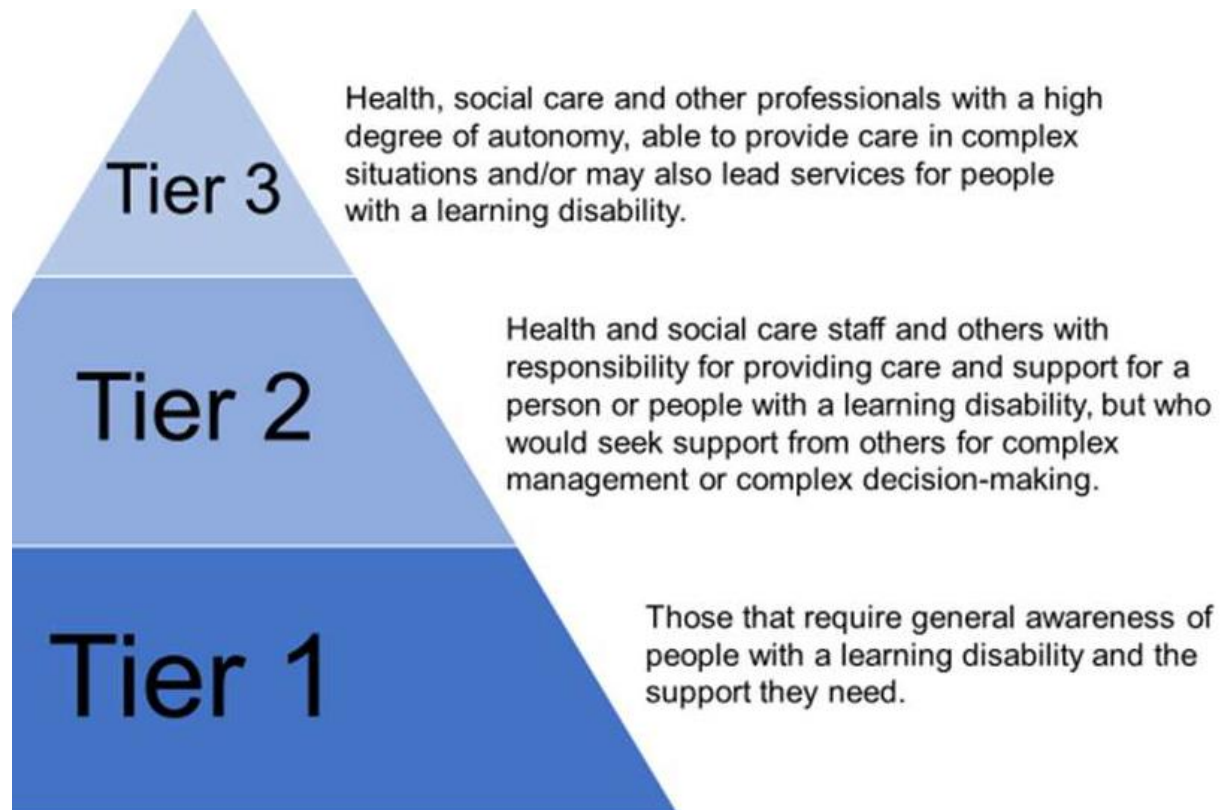 Tier 3
Health, social care and other professionals with a high
degree of autonomy, able to provide care in complex
situations and/or may also lead services for people
with a learning disability.
Tier 2
Health and social care staff and others with
responsibility for providing care and support for a
person or people with a learning disability, but who
would seek support from others for complex
management or complex decision-making.
Tier 1
Those that require general awareness of
people with a learning disability and the
support they need.